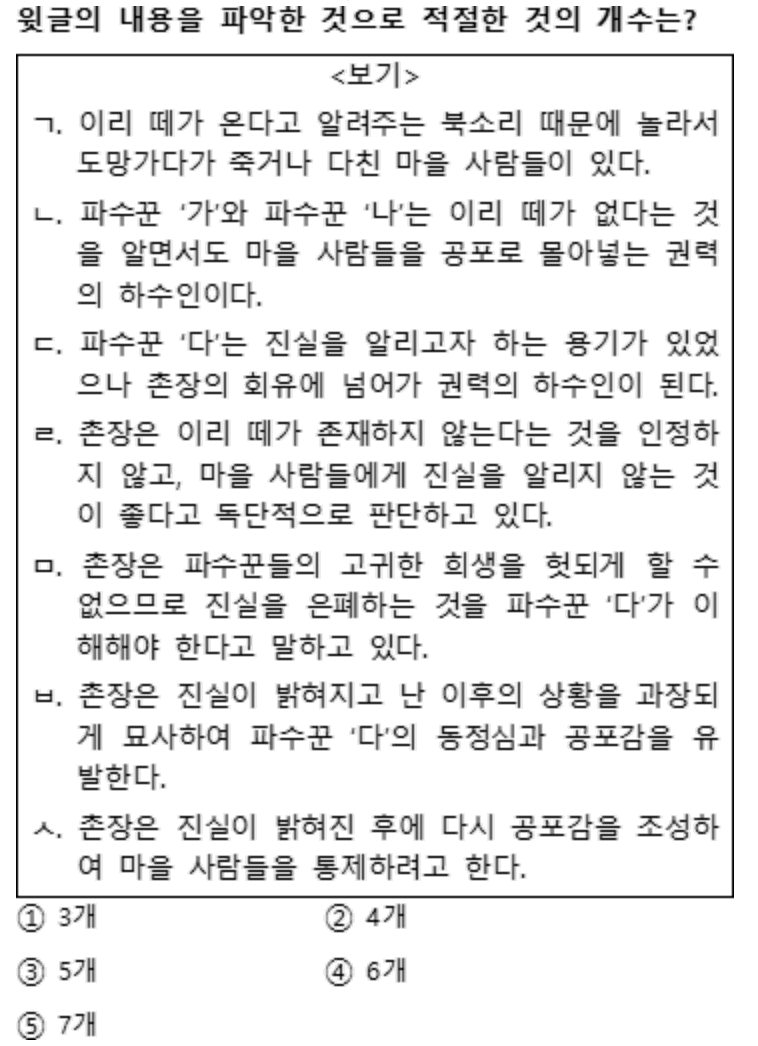 윗글의 내용을 파악한 것으로 적절한 것의 개수는?
<보기>
ㄱ. 이리 떼가 온다고 알려주는 북소리 때문에 놀라서
도망가다가 죽거나 다친 마을 사람들이 있다.
ㄴ. 파수꾼 '가'와 파수꾼 '나'는 이리 떼가 없다는 것
을 알면서도 마을 사람들을 공포로 몰아넣는 권력
의 하수인이다.
ㄷ. 파수꾼 '다'는 진실을 알리고자 하는 용기가 있었
으나 촌장의 회유에 넘어가 권력의 하수인이 된다.
ㄹ. 촌장은 이리 떼가 존재하지 않는다는 것을 인정하
지 않고, 마을 사람들에게 진실을 알리지 않는 것
이 좋다고 독단적으로 판단하고 있다.
ㅁ. 촌장은 파수꾼들의 고귀한 희생을 헛되게 할 수
없으므로 진실을 은폐하는 것을 파수꾼 '다'가 이
해해야 한다고 말하고 있다.
ㅂ. 촌장은 진실이 밝혀지고 난 이후의 상황을 과장되
게 묘사하여 파수꾼 '다'의 동정심과 공포감을 유
발한다.
ㅅ. 촌장은 진실이 밝혀진 후에 다시 공포감을 조성하
여 마을 사람들을 통제하려고 한다.
① 3개 ② 4개
③ 5개 ④ 6개
⑤ 7개